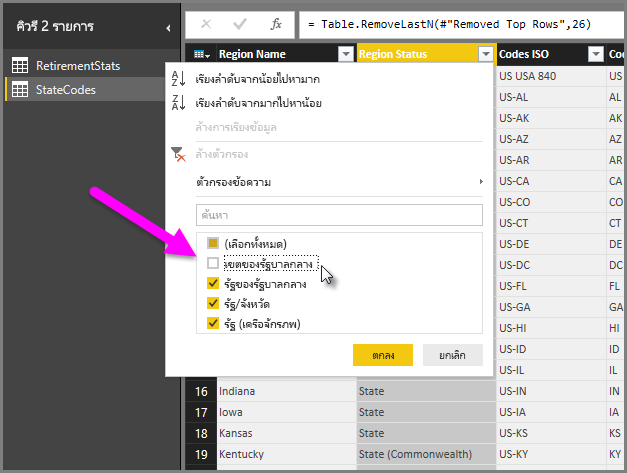 คิวรี 2 รายการ
RetirementStats
StateCodes
= Table.RemoveLastN(#"Removed Top Rows",26)
Region Name
Region Status
Codes ISO
เรียงลำดับจากน้อยไปหามาก
เรียงลำดับจากมากไปหาน้อย
ล้างการเรียงข้อมูล
ล้างตัวกรอง
ตัวกรองข้อความ
ค้นหา
(เลือกทั้งหมด)
เขตของรัฐบาลกลาง
รัฐของรัฐบาลกลาง
รัฐ/จังหวัด
รัฐ (เครือจักรภพ)
ตกลง
ยกเลิก
US USA 840
US-AL AL
US-AK AK
US-AZ AZ
US-AR AR
US-CA CA
US-CO CO
US-CT CT
US-DE DE
US-DC DC
US-FL FL
US-GA GA
US-HI HI
US-ID ID
US-IL IL
16 Indiana State US-IN IN
17 Iowa State US-IA IA
18 Kansas State US-KS KS
19 Kentucky State (Commonwealth) US-KY KY